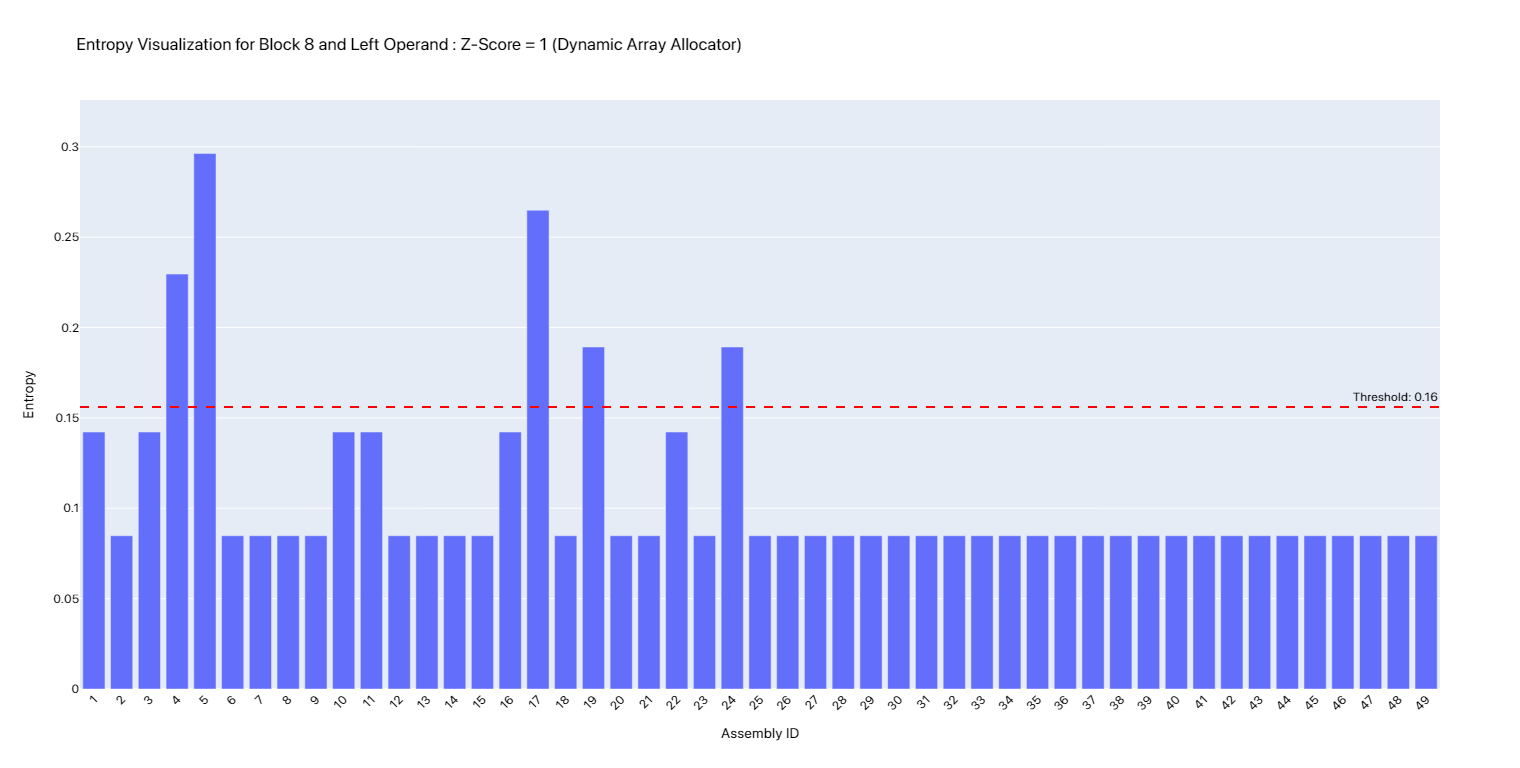 Entropy Visualization for Block 8 and Left Operand : Z-Score = 1 (Dynamic Array Allocator)
0.3
0.25
0.2
0.15
0.1
0.05
0
Entropy
Threshold: 0.16
1 2 3 4 5 6 7 8 9 10 11 12 13 14 15 16 17 18 19 20 21 22 23 24 25 26 27 28 29 30 31 32 33 34 35 36 37 38 39 40 41 42 43 44 45 46 47 48 49
Assembly ID